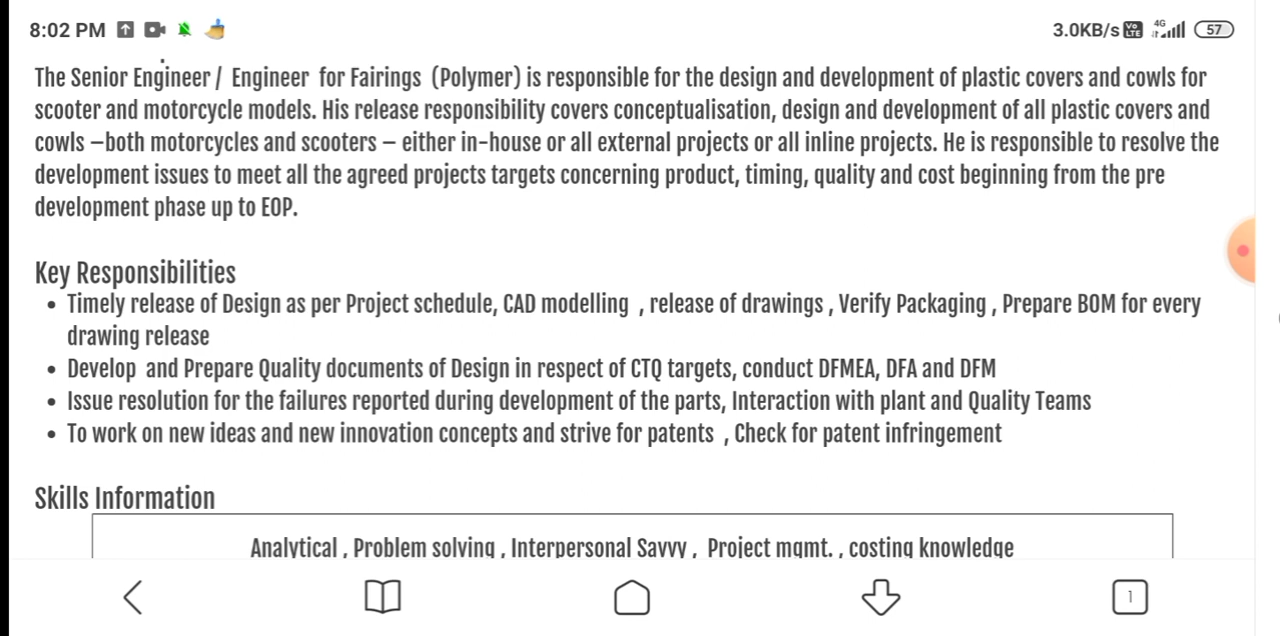 8:02 PM
3.0KB/s Vo LTE 4G 57
The Senior Engineer / Engineer for Fairings (Polymer) is responsible for the design and development of plastic covers and cowls for
scooter and motorcycle models. His release responsibility covers conceptualisation, design and development of all plastic covers and
cowls –both motorcycles and scooters – either in-house or all external projects or all inline projects. He is responsible to resolve the
development issues to meet all the agreed projects targets concerning product, timing, quality and cost beginning from the pre
development phase up to EOP.
Key Responsibilities
• Timely release of Design as per Project schedule, CAD modelling , release of drawings , Verify Packaging , Prepare BOM for every
drawing release
• Develop and Prepare Quality documents of Design in respect of CTQ targets, conduct DFMEA, DFA and DFM
• Issue resolution for the failures reported during development of the parts, Interaction with plant and Quality Teams
• To work on new ideas and new innovation concepts and strive for patents , Check for patent infringement
Skills Information
Analytical , Problem solving , Interpersonal Savvy , Project mgmt. , costing knowledge
1